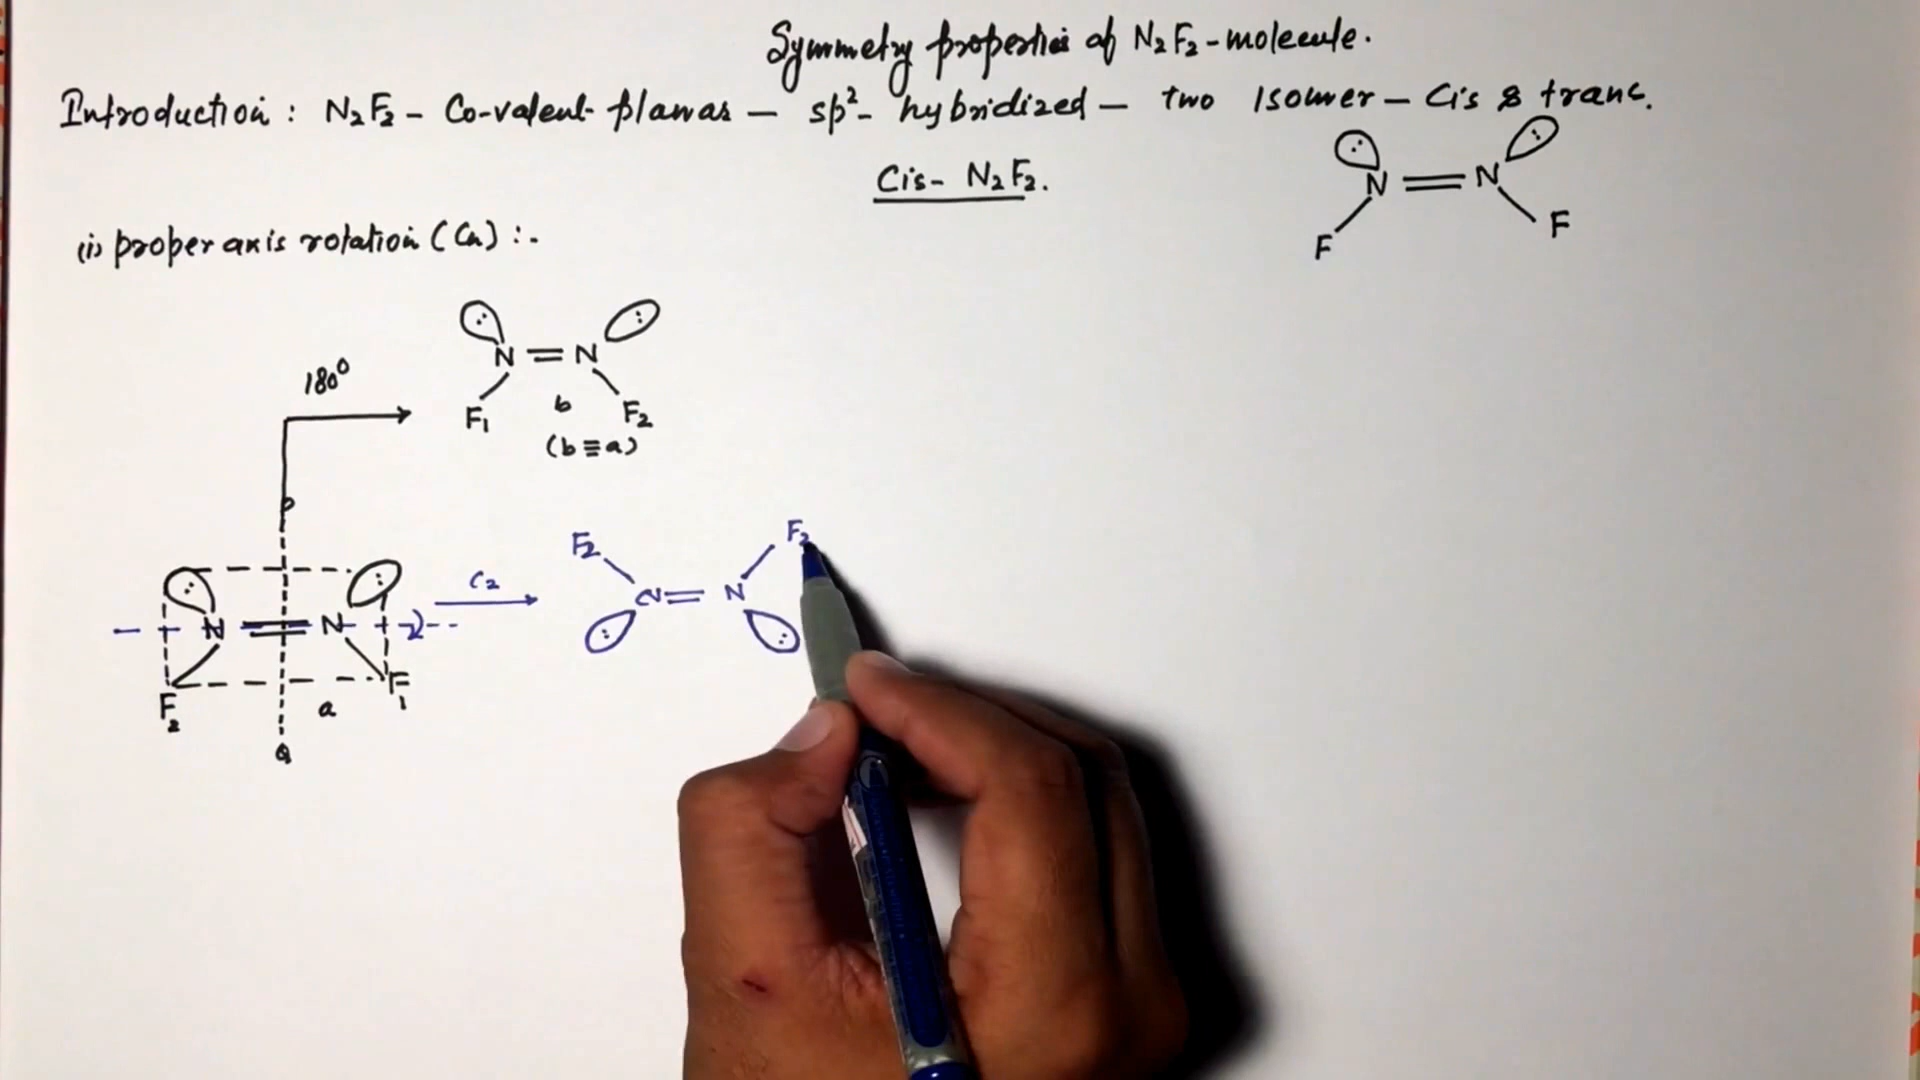 Symmetry properties of N₂F₂-molecule.
Introduction : N₂F₂ - Co-valent planar - sp² - hybridized - two Isomer - Cis & tranc.
Cis - N₂F₂.
N = N
F F
(i) proper axis rotation (Cn) :-
N = N
F₁ b F₂
(b ≡ a)
180°
P
F₂ F₂
C₂
N = N
N = N
F₂ a F₁
Q